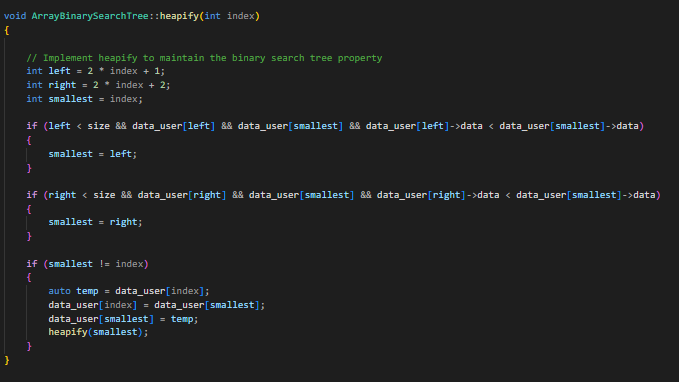 void ArrayBinarySearchTree::heapify(int index)
{
// Implement heapify to maintain the binary search tree property
int left = 2 * index + 1;
int right = 2 * index + 2;
int smallest = index;
if (left < size && data_user[left] && data_user[smallest] && data_user[left]->data < data_user[smallest]->data)
{
smallest = left;
}
if (right < size && data_user[right] && data_user[smallest] && data_user[right]->data < data_user[smallest]->data)
{
smallest = right;
}
if (smallest != index)
{
auto temp = data_user[index];
data_user[index] = data_user[smallest];
data_user[smallest] = temp;
heapify(smallest);
}
}